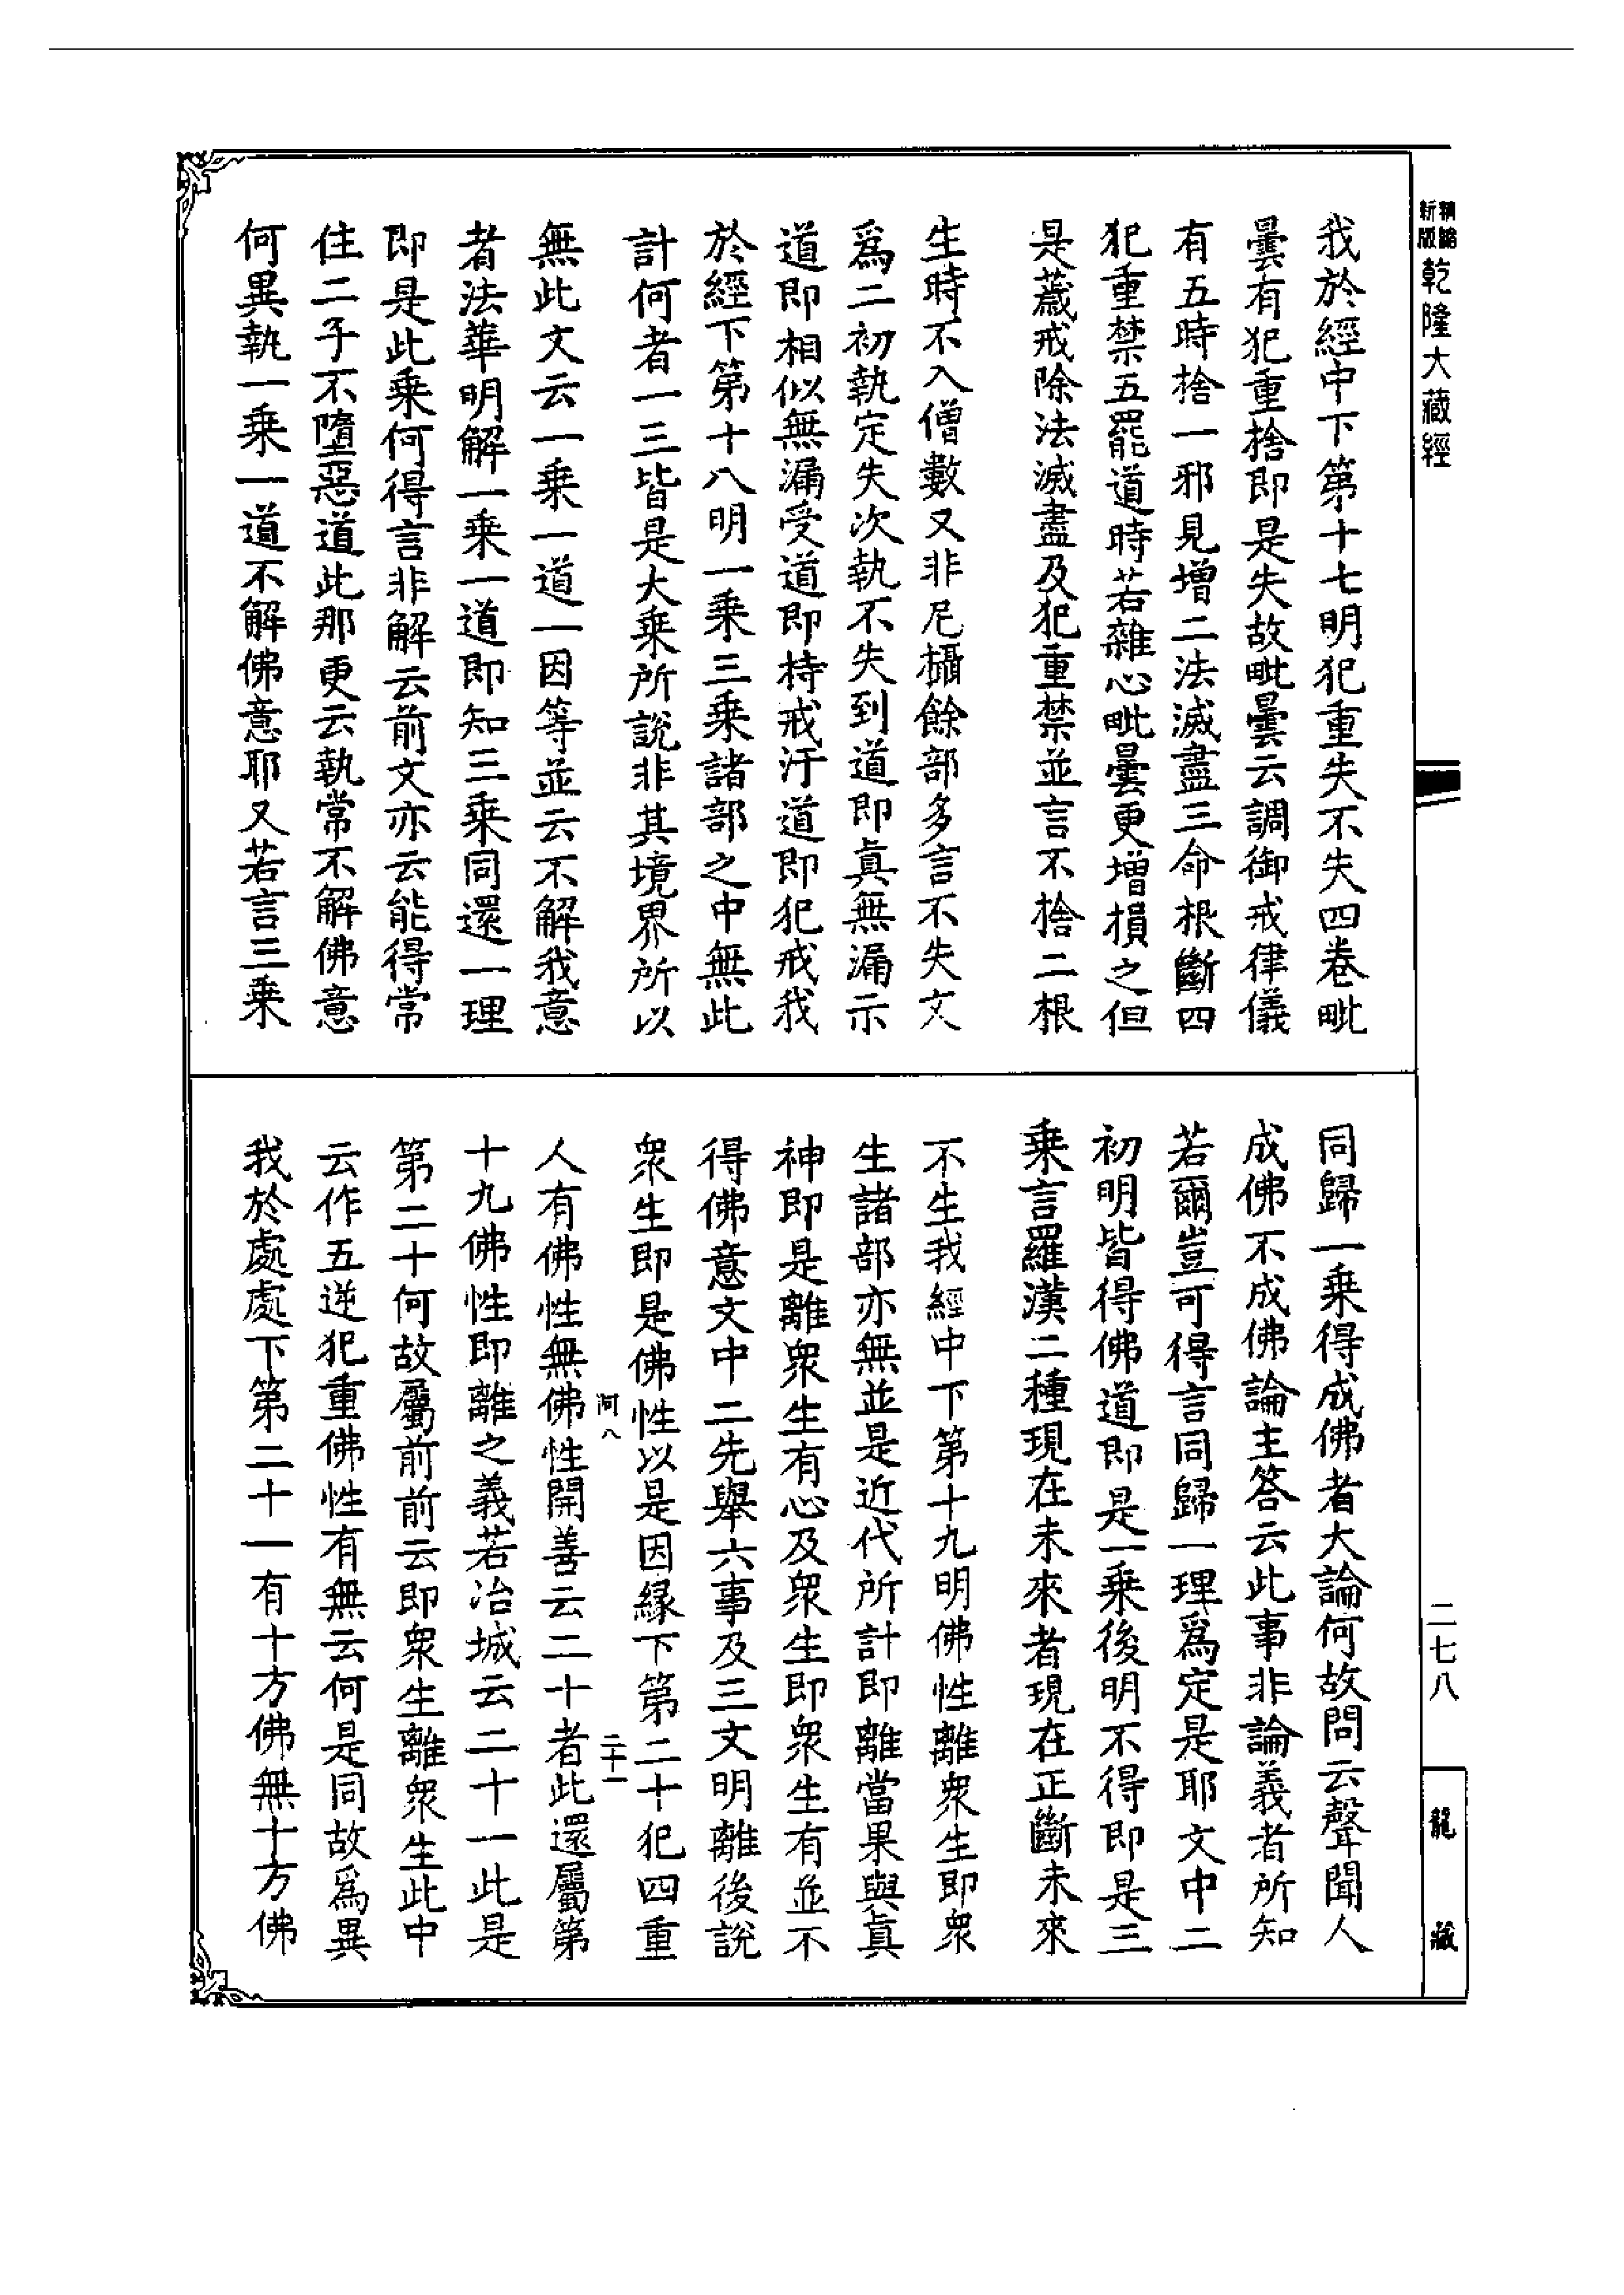 新版 精縮 乾隆大藏經
我於經中下第十七明犯重失不失四卷毗
曇有犯重捨即是失故毗曇云調御戒律儀
有五時捨一邪見增二法滅盡三命根斷四
犯重禁五罷道時若雜心毗曇更增損之但
是薉戒除法滅盡及犯重禁並言不捨二根
生時不入僧數又非尼攝餘部多言不失文
爲二初執定失次執不失到道即真無漏示
道即相似無漏受道即持戒汙道即犯戒我
於經下第十八明一乘三乘諸部之中無此
計何者一三皆是大乘所說非其境界所以
無此文云一乘一道一因等並云不解我意
者法華明解一乘一道即知三乘同還一理
即是此乘何得言非解云前文亦云能得常
住二子不墮惡道此那更云執常不解佛意
何異執一乘一道不解佛意耶又若言三乘
同歸一乘得成佛者大論何故問云聲聞人
成佛不成佛論主答云此事非論義者所知
若爾豈可得言同歸一理爲定是耶文中二
初明皆得佛道即是一乘後明不得即是三
乘言羅漢二種現在未來者現在正斷未來
不生我經中下第十九明佛性離衆生即衆
生諸部亦無並是近代所計即離當果與真
神即是離衆生有心及衆生即衆生有並不
得佛意文中二先舉六事及三文明離後說
衆生即是佛性以是因緣下第二十犯四重
阿八 二十一
人有佛性無佛性開善云二十者此還屬第
十九佛性即離之義若冶城云二十一此是
第二十何故屬前前云即衆生離衆生此中
云作五逆犯重佛性有無云何是同故爲異
我於處處下第二十一有十方佛無十方佛
二七八
龍藏